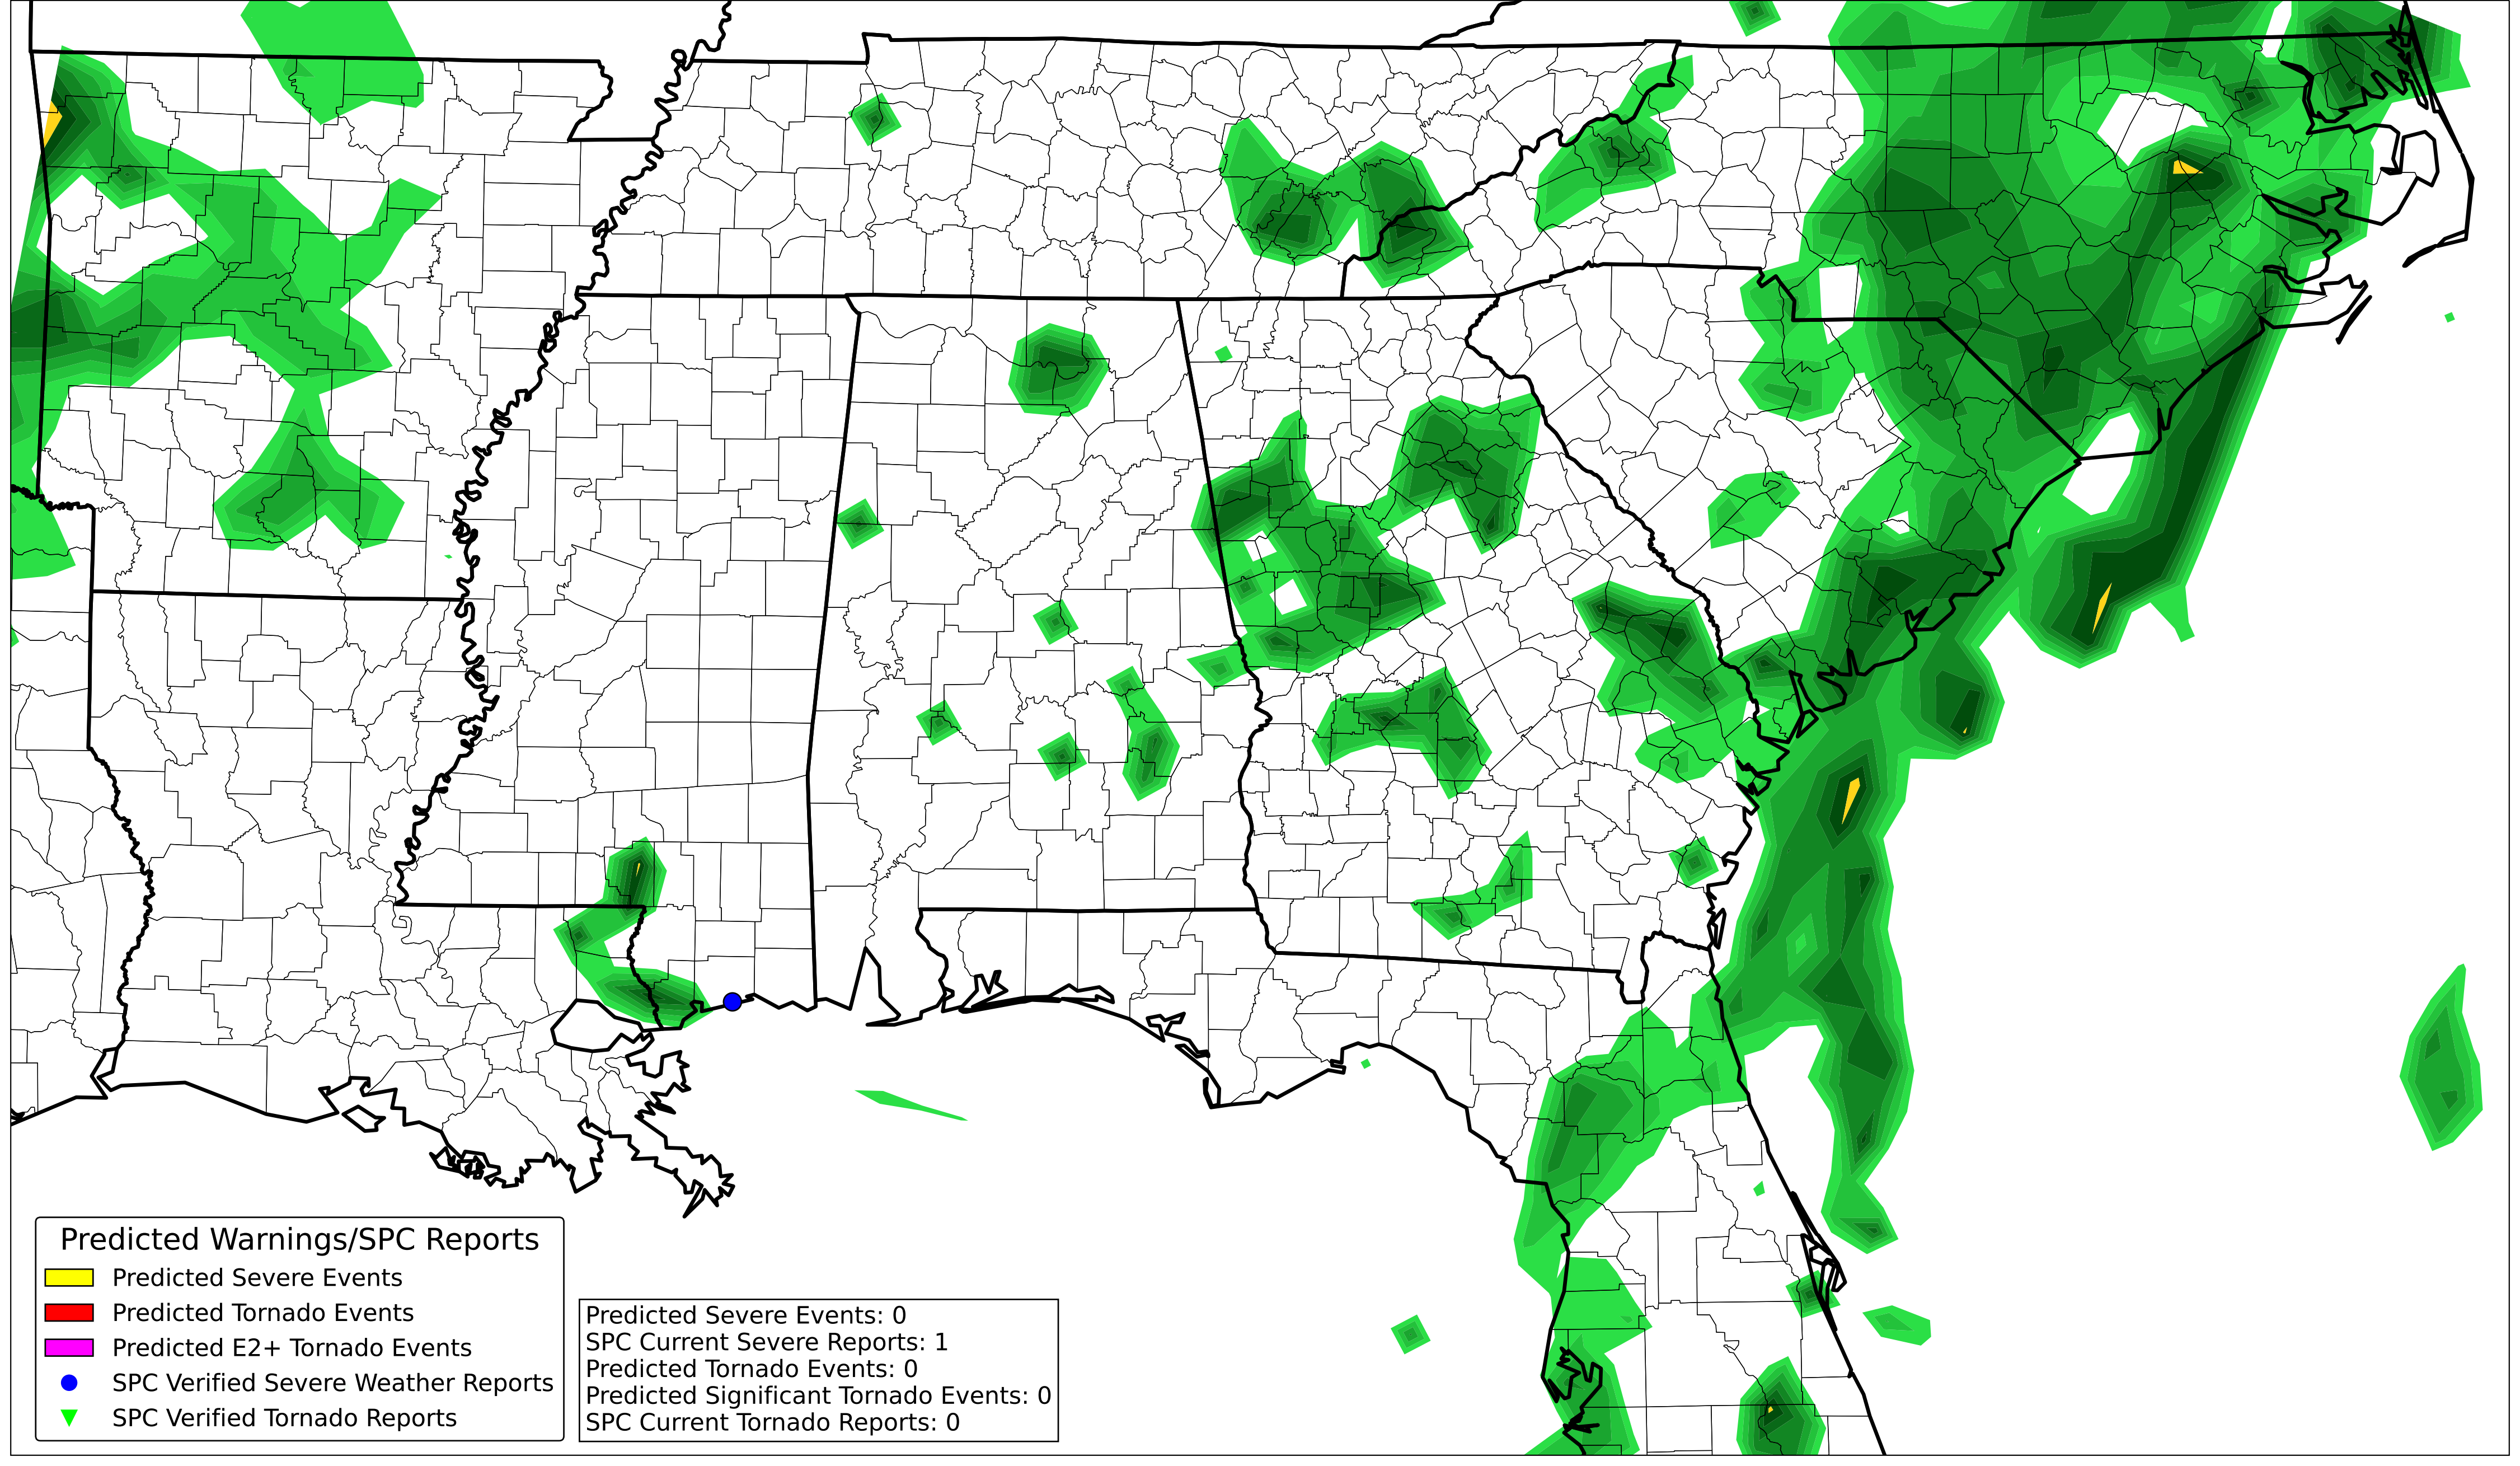 Predicted Warnings/SPC Reports
Predicted Severe Events
Predicted Tornado Events
Predicted E2+ Tornado Events
SPC Verified Severe Weather Reports
SPC Verified Tornado Reports
Predicted Severe Events: 0
SPC Current Severe Reports: 1
Predicted Tornado Events: 0
Predicted Significant Tornado Events: 0
SPC Current Tornado Reports: 0